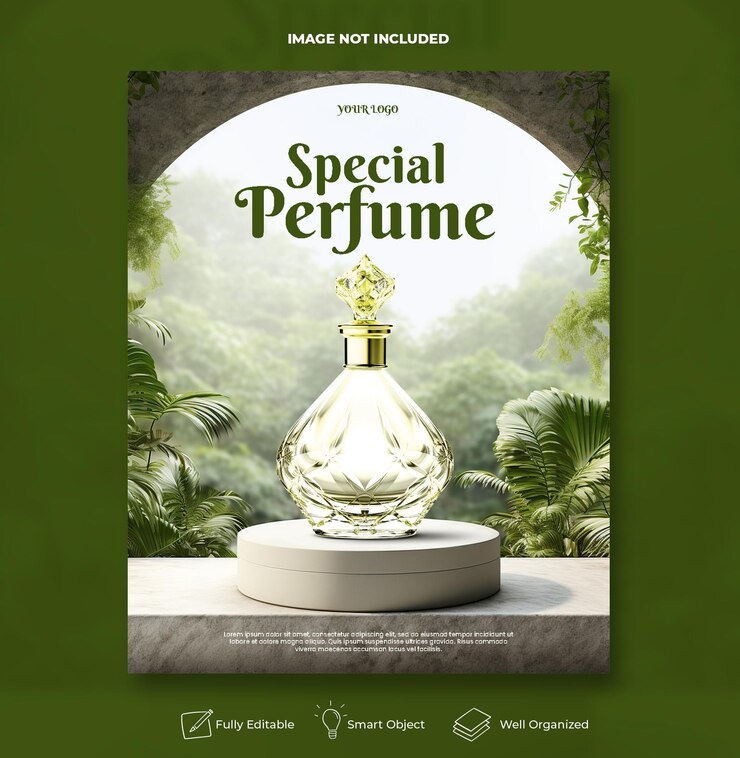 IMAGE NOT INCLUDED
YOUR LOGO
Special
Perfume
Lorem ipsum dolor sit amet, consectetur adipiscing elit, sed do eiusmod tempor incididunt ut
labore et dolore magna aliqua. Quis ipsum suspendisse ultrices gravida. Risus commodo
viverra maecenas accumsan lacus vel facilisis.
Fully Editable
Smart Object
Well Organized